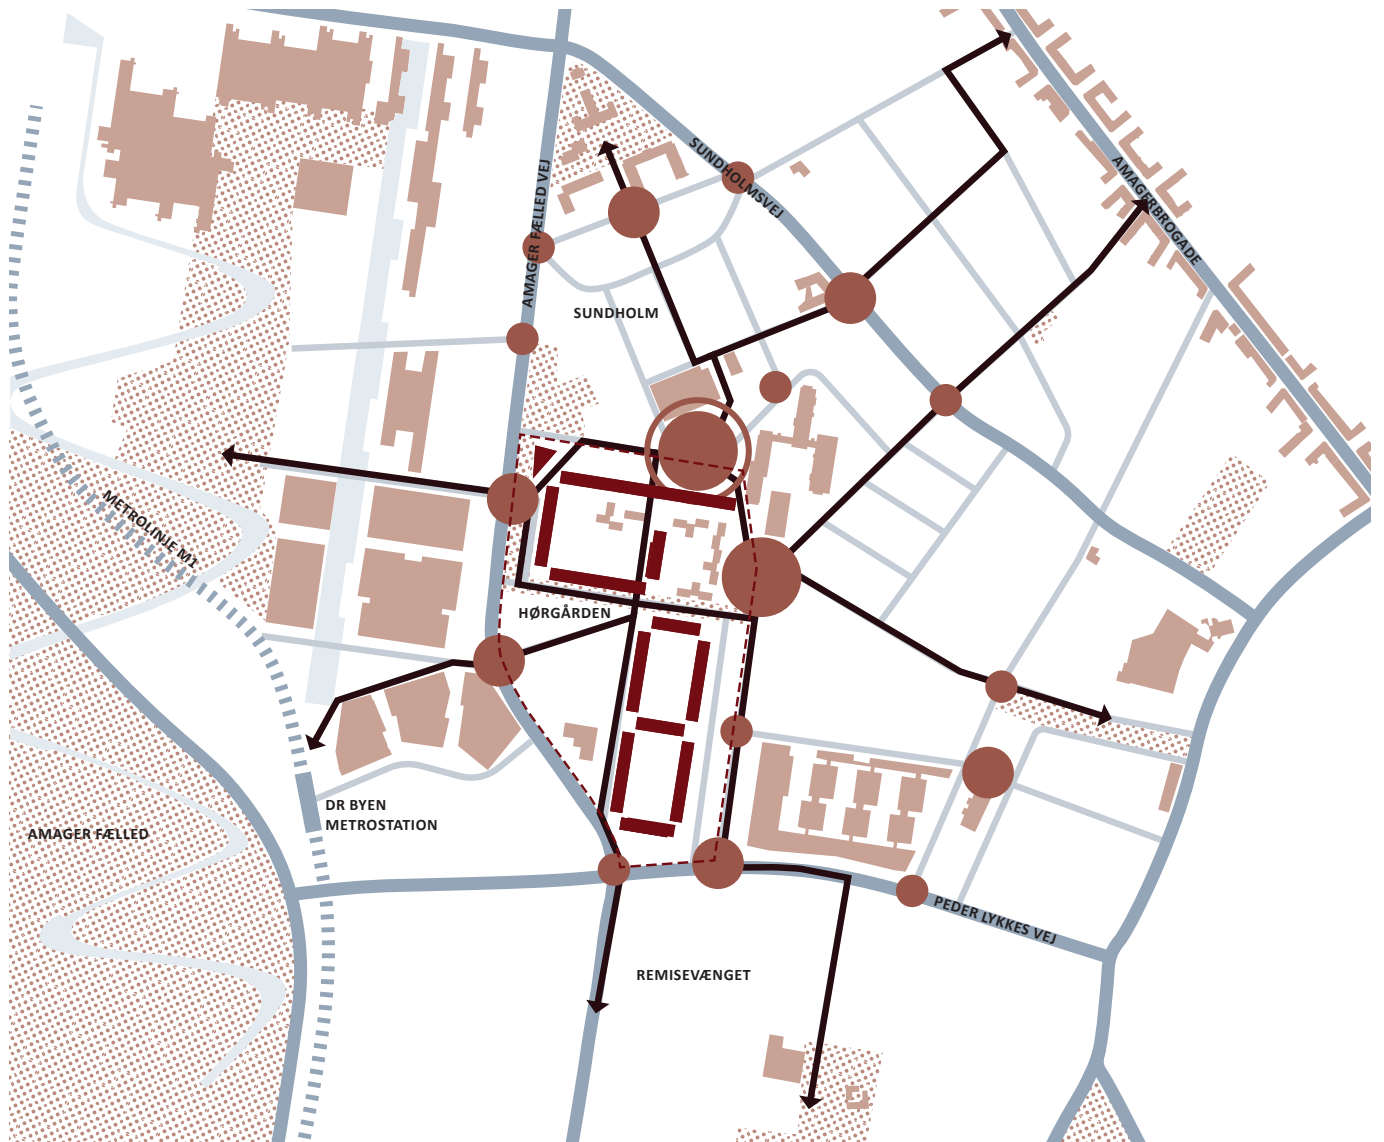 SUNDHOLMSVEJ
AMAGERBROGADE
AMAGER FÆLLED VEJ
SUNDHOLM
METROLINJE M1
HØRGÅRDEN
DR BYEN
METROSTATION
AMAGER FÆLLED
PEDER LYKKES VEJ
REMISEVÆNGET